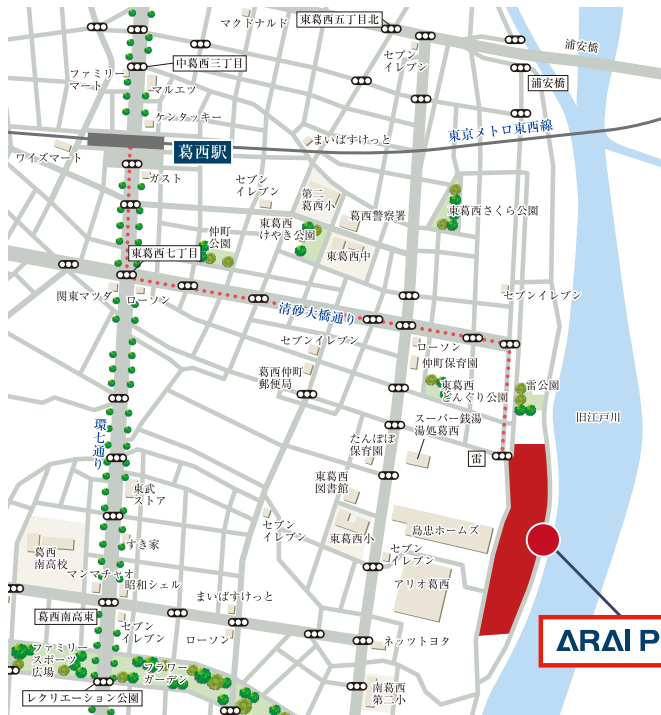 マクドナルド
東葛西五丁目北
セブン
イレブン
浦安橋
中葛西三丁目
ファミリー
マート
マルエツ
浦安橋
ケンタッキー
東京メトロ東西線
まいばすけっと
葛西駅
ワイズマート
ガスト
セブン
イレブン
第二
葛西小
葛西警察署
東葛西さくら公園
仲町
公園
東葛西
けやき公園
東葛西中
東葛西七丁目
関東マツダ
ローソン
セブンイレブン
清砂大橋通り
セブンイレブン
ローソン
仲町保育園
葛西仲町
郵便局
東葛西
どんぐり公園
雷公園
旧江戸川
環七通り
スーパー銭湯
湯処葛西
たんぽぽ
保育園
雷
東武
ストア
東葛西
図書館
セブン
イレブン
東葛西小
島忠ホームズ
葛西
南高校
すき家
セブン
イレブン
マンマチャオ
昭和シェル
アリオ葛西
まいばすけっと
葛西南高東
セブン
イレブン
ローソン
ネッツトヨタ
ARAI P
ファミリー
スポーツ
広場
フラワー
ガーデン
レクリエーション公園
南葛西
第二小